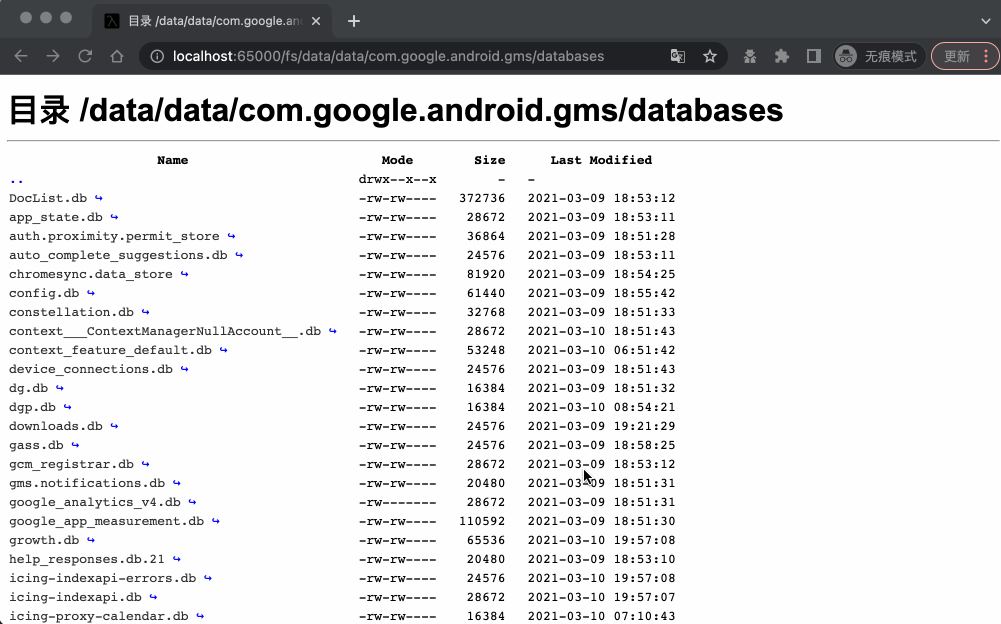 目录 /data/data/com.google.an
localhost:65000/fs/data/data/com.google.android.gms/databases
无痕模式
更新
目录 /data/data/com.google.android.gms/databases
Name Mode Size Last Modified
.. drwx--x--x - -
DocList.db ↪ -rw-rw---- 372736 2021-03-09 18:53:12
app_state.db ↪ -rw-rw---- 28672 2021-03-09 18:53:11
auth.proximity.permit_store ↪ -rw-rw---- 36864 2021-03-09 18:51:28
auto_complete_suggestions.db ↪ -rw-rw---- 24576 2021-03-09 18:53:11
chromesync.data_store ↪ -rw-rw---- 81920 2021-03-09 18:54:25
config.db ↪ -rw-rw---- 61440 2021-03-09 18:55:42
constellation.db ↪ -rw-rw---- 32768 2021-03-09 18:51:33
context___ContextManagerNullAccount__.db ↪ -rw-rw---- 28672 2021-03-10 18:51:43
context_feature_default.db ↪ -rw-rw---- 53248 2021-03-10 06:51:42
device_connections.db ↪ -rw-rw---- 24576 2021-03-09 18:51:43
dg.db ↪ -rw-rw---- 16384 2021-03-09 18:51:32
dgp.db ↪ -rw-rw---- 16384 2021-03-10 08:54:21
downloads.db ↪ -rw-rw---- 24576 2021-03-09 19:21:29
gass.db ↪ -rw-rw---- 24576 2021-03-09 18:58:25
gcm_registrar.db ↪ -rw-rw---- 28672 2021-03-09 18:53:12
gms.notifications.db ↪ -rw-rw---- 20480 2021-03-09 18:51:31
google_analytics_v4.db ↪ -rw------- 28672 2021-03-09 18:51:31
google_app_measurement.db ↪ -rw-rw---- 110592 2021-03-09 18:51:30
growth.db ↪ -rw-rw---- 65536 2021-03-10 19:57:08
help_responses.db.21 ↪ -rw-rw---- 20480 2021-03-09 18:53:10
icing-indexapi-errors.db ↪ -rw-rw---- 24576 2021-03-10 19:57:08
icing-indexapi.db ↪ -rw-rw---- 28672 2021-03-10 19:57:07
icing-proxy-calendar.db ↪ -rw-rw---- 16384 2021-03-10 07:10:43